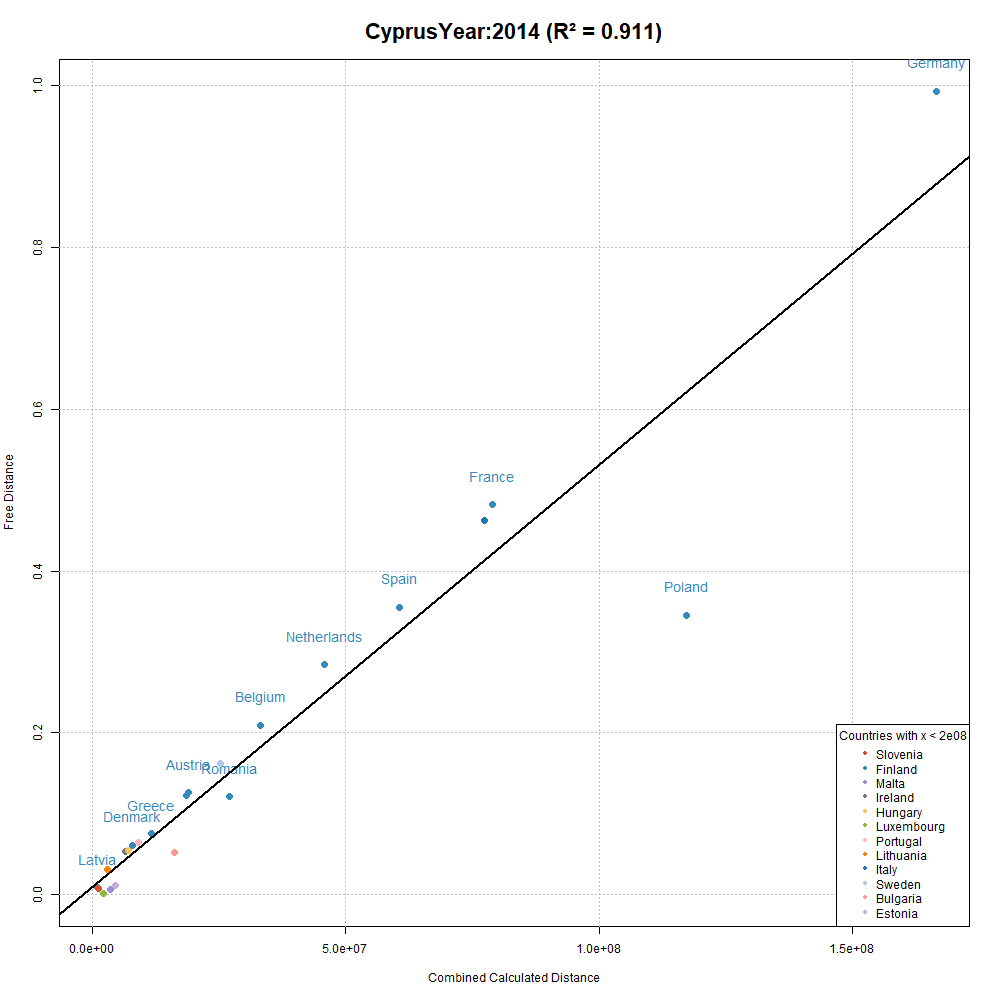 CyprusYear:2014 (R² = 0.911)
Germany
1.0
0.8
0.6
France
Spain
Poland
0.4
Netherlands
Belgium
0.2
Austria
Romania
Greece
Denmark
Latvia
0.0
Free Distance
Countries with x < 2e08
Slovenia
Finland
Malta
Ireland
Hungary
Luxembourg
Portugal
Lithuania
Italy
Sweden
Bulgaria
Estonia
0.0e+00 5.0e+07 1.0e+08 1.5e+08
Combined Calculated Distance